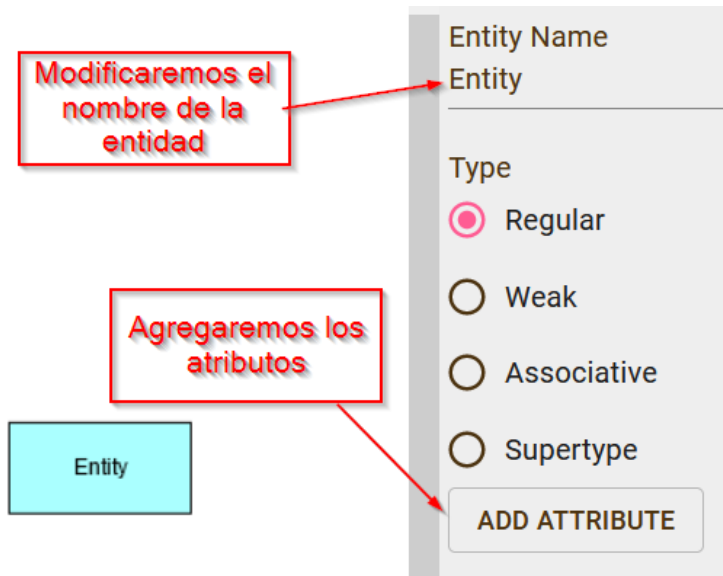 Modificaremos el
nombre de la
entidad
Entity Name
Entity
Type
Regular
Weak
Associative
Supertype
ADD ATTRIBUTE
Agregaremos los
atributos
Entity